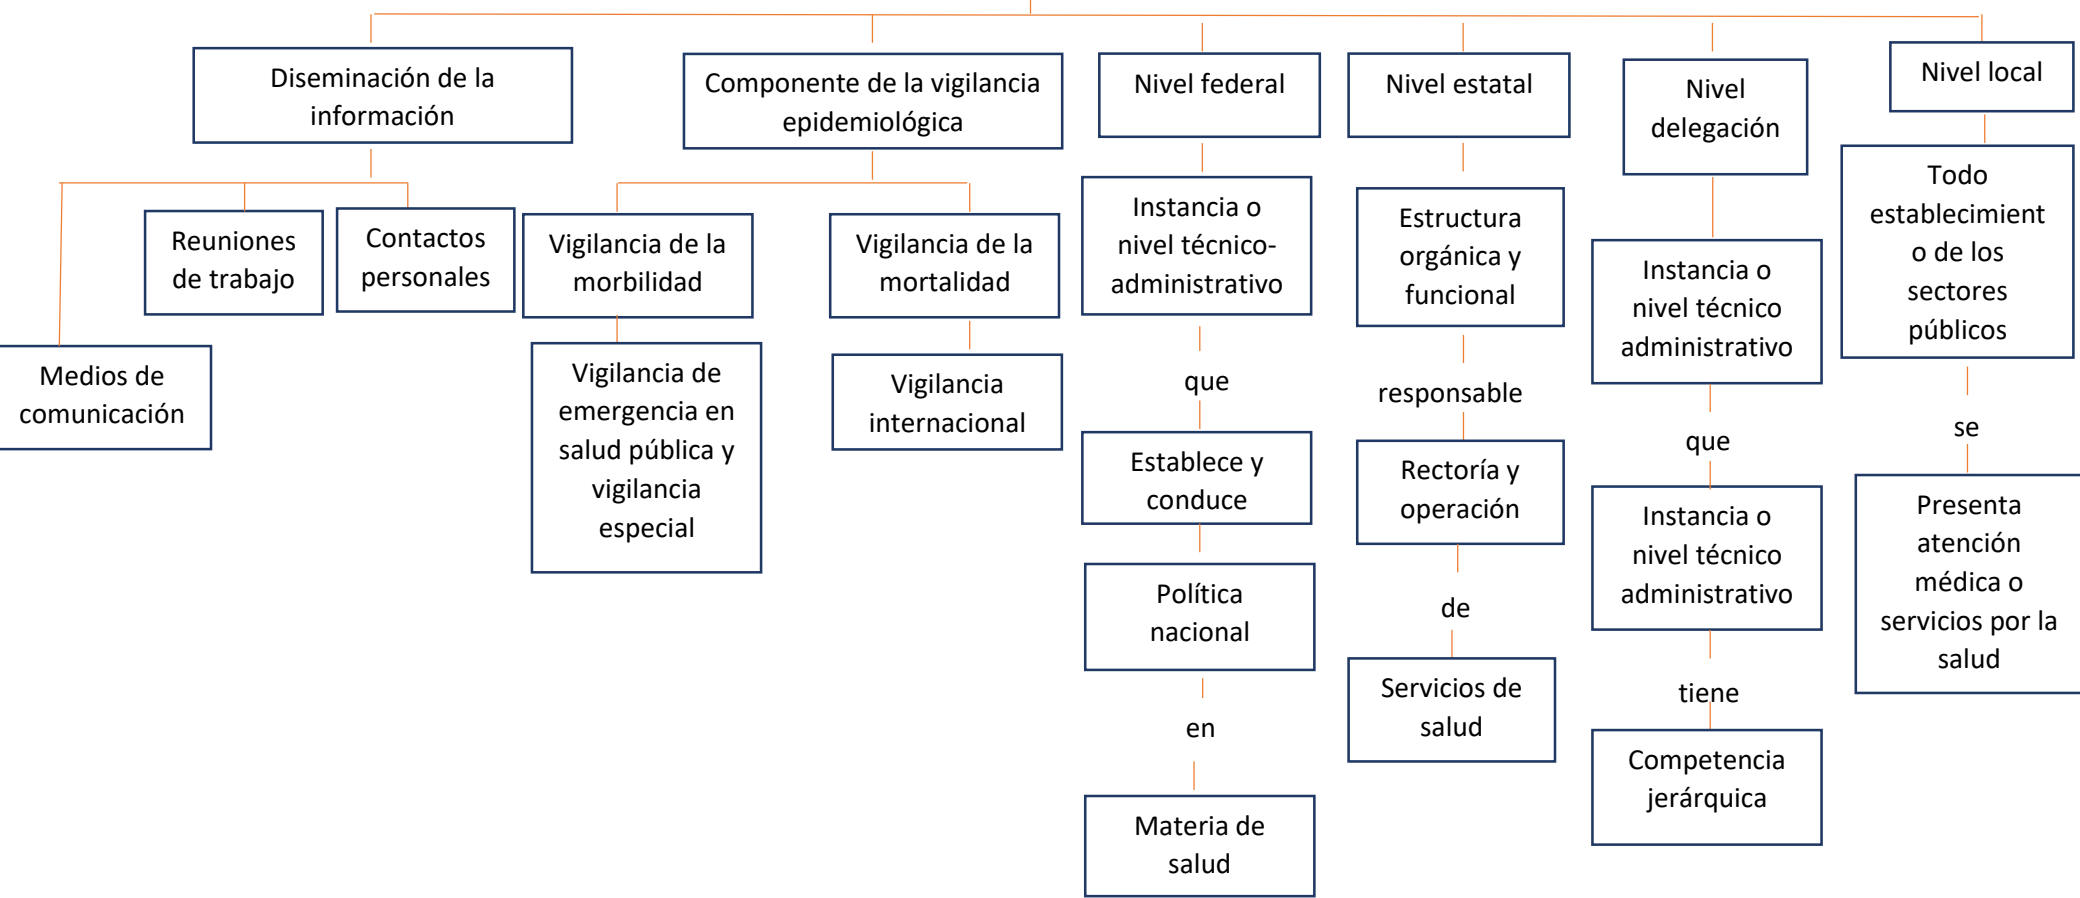 Diseminación de la
información
Medios de
comunicación
Reuniones
de trabajo
Contactos
personales
Componente de la vigilancia
epidemiológica
Vigilancia de la
morbilidad
Vigilancia de
emergencia en
salud pública y
vigilancia
especial
Vigilancia de la
mortalidad
Vigilancia
internacional
Nivel federal
Instancia o
nivel técnico-
administrativo
que
Establece y
conduce
Política
nacional
en
Materia de
salud
Nivel estatal
Estructura
orgánica y
funcional
responsable
Rectoría y
operación
de
Servicios de
salud
Nivel
delegación
Instancia o
nivel técnico
administrativo
que
Instancia o
nivel técnico
administrativo
tiene
Competencia
jerárquica
Nivel local
Todo
establecimient
o de los
sectores
públicos
se
Presenta
atención
médica o
servicios por la
salud